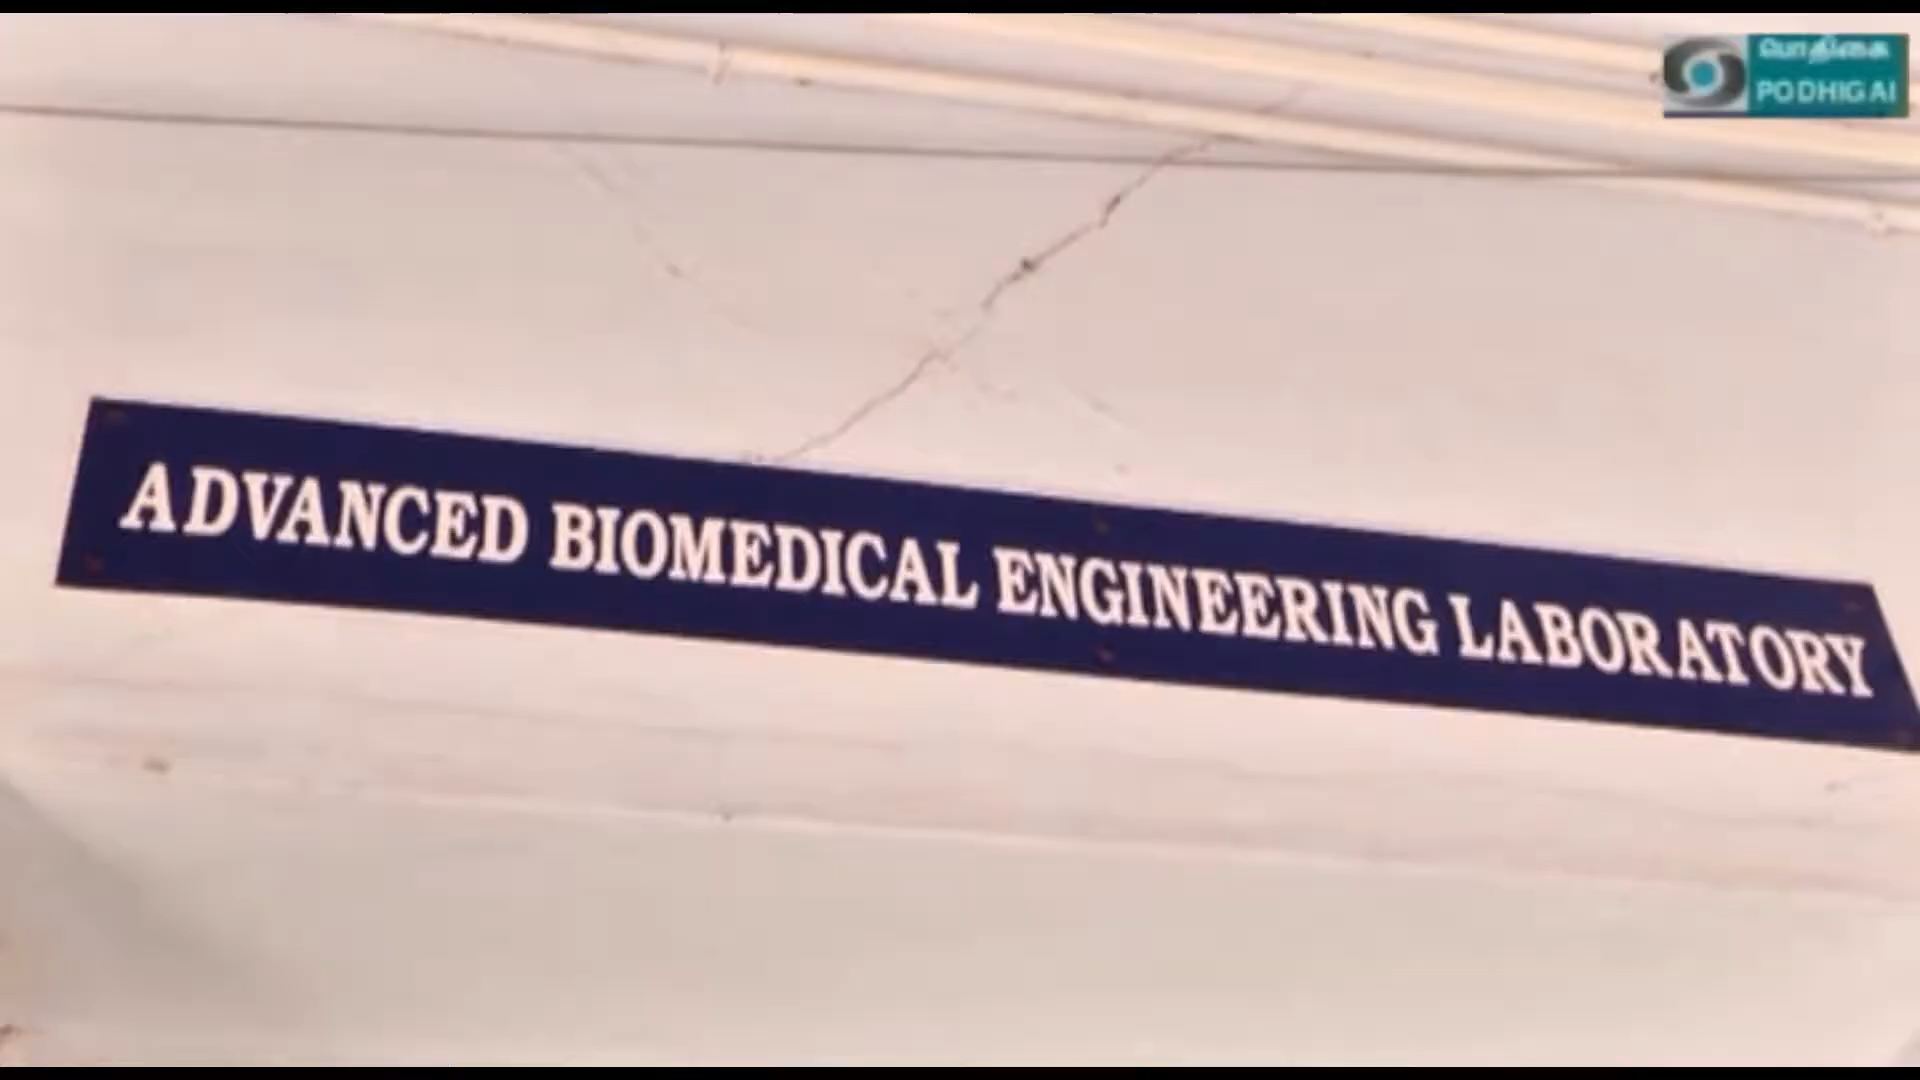 பொதிகை
PODHIGAI
ADVANCED BIOMEDICAL ENGINEERING LABORATORY